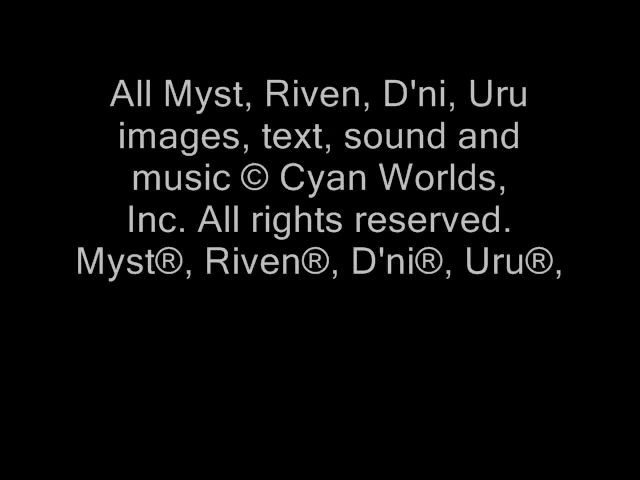 All Myst, Riven, D'ni, Uru
images, text, sound and
music © Cyan Worlds,
Inc. All rights reserved.
Myst®, Riven®, D'ni®, Uru®,